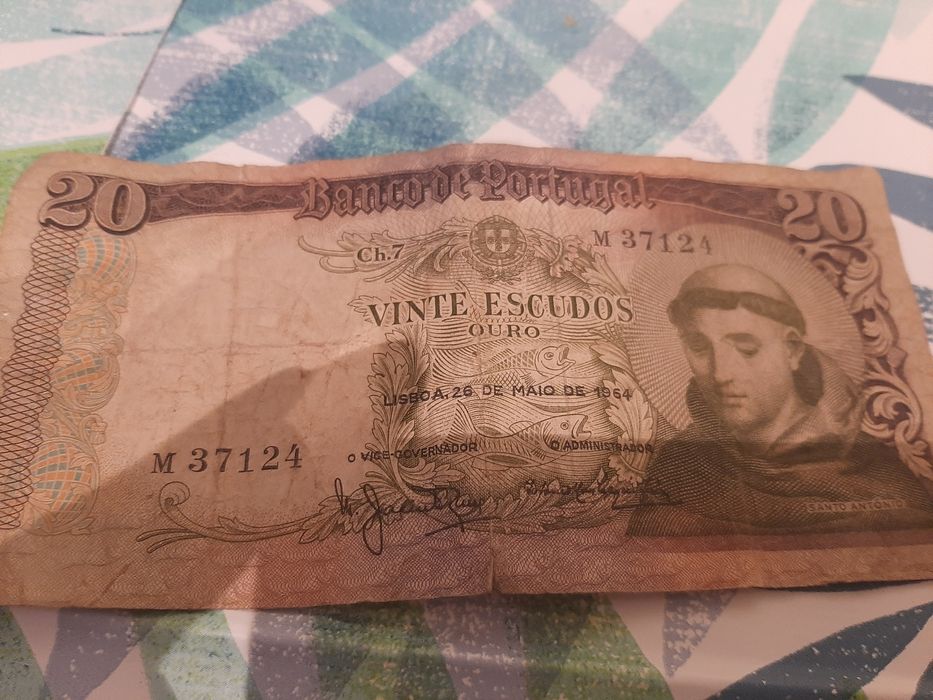 20 Banco de Portugal 20
Ch.7
M 37124
VINTE ESCUDOS
OURO
LISBOA, 26 DE MAIO DE 1964
O VICE-GOVERNADOR O ADMINISTRADOR
M 37124
SANTO ANTÓNIO